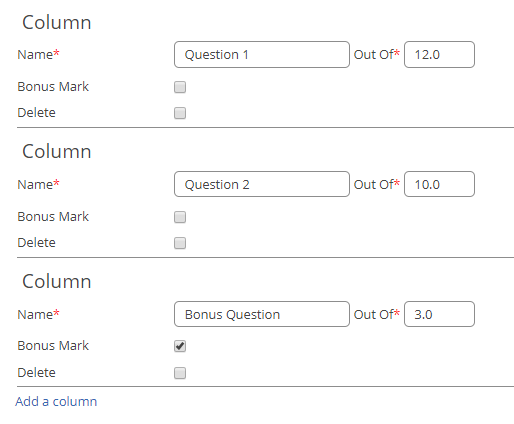 Column
Name* Question 1 Out Of* 12.0
Bonus Mark
Delete
Column
Name* Question 2 Out Of* 10.0
Bonus Mark
Delete
Column
Name* Bonus Question Out Of* 3.0
Bonus Mark
Delete
Add a column